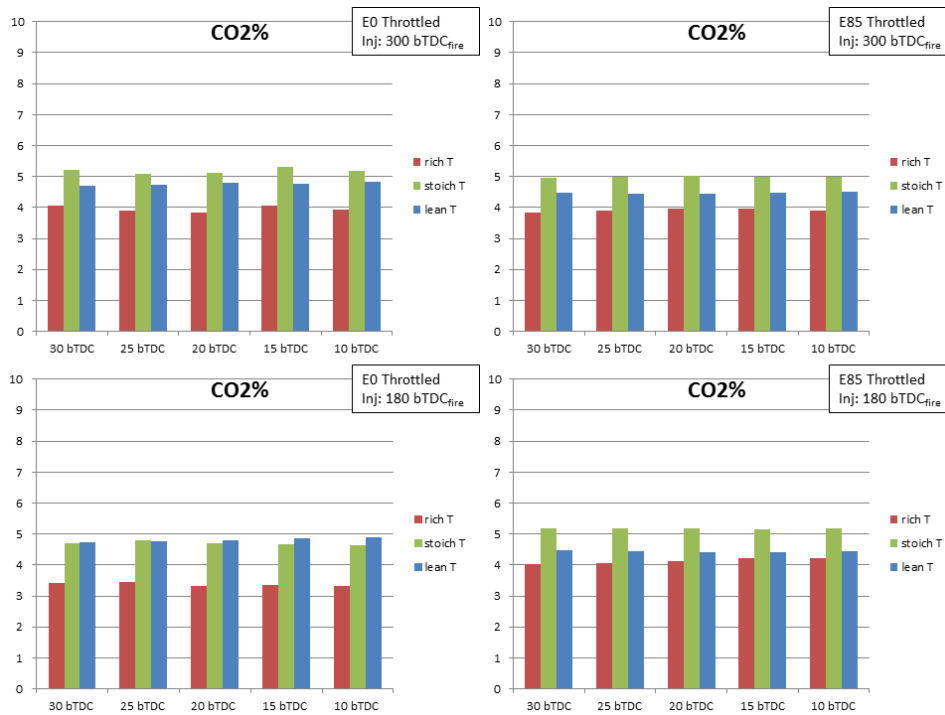 CO2%
E0 Throttled
Inj: 300 bTDCfire
10
9
8
7
6
5
4
3
2
1
0
rich T
stoich T
lean T
30 bTDC 25 bTDC 20 bTDC 15 bTDC 10 bTDC
CO2%
E85 Throttled
Inj: 300 bTDCfire
10
9
8
7
6
5
4
3
2
1
0
rich T
stoich T
lean T
30 bTDC 25 bTDC 20 bTDC 15 bTDC 10 bTDC
CO2%
E0 Throttled
Inj: 180 bTDCfire
10
9
8
7
6
5
4
3
2
1
0
rich T
stoich T
lean T
30 bTDC 25 bTDC 20 bTDC 15 bTDC 10 bTDC
CO2%
E85 Throttled
Inj: 180 bTDCfire
10
9
8
7
6
5
4
3
2
1
0
rich T
stoich T
lean T
30 bTDC 25 bTDC 20 bTDC 15 bTDC 10 bTDC